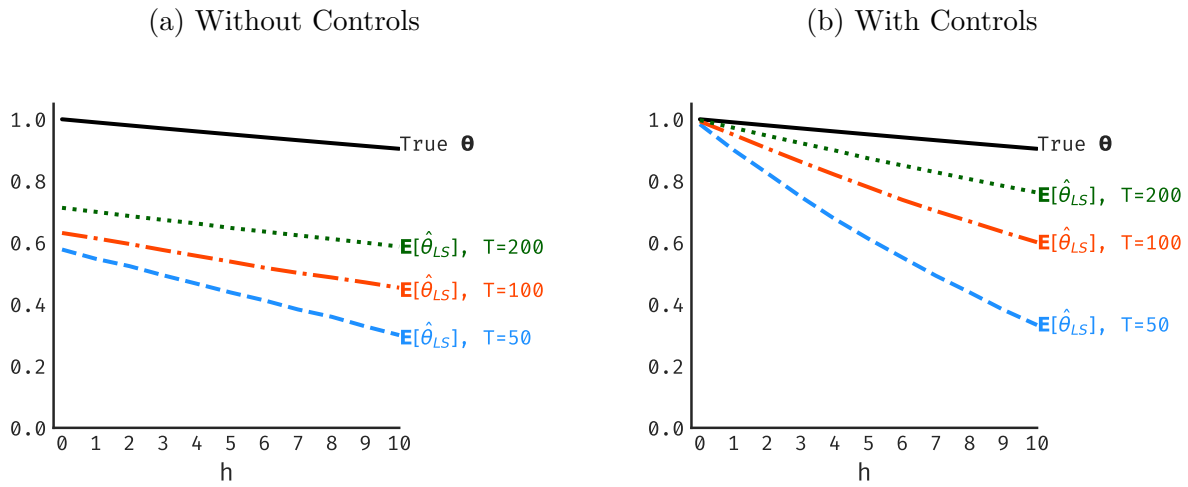 (a) Without Controls
1.0
0.8
0.6
0.4
0.2
0.0
0 1 2 3 4 5 6 7 8 9 10
h
True θ
E[θ̂_LS], T=200
E[θ̂_LS], T=100
E[θ̂_LS], T=50
(b) With Controls
1.0
0.8
0.6
0.4
0.2
0.0
0 1 2 3 4 5 6 7 8 9 10
h
True θ
E[θ̂_LS], T=200
E[θ̂_LS], T=100
E[θ̂_LS], T=50